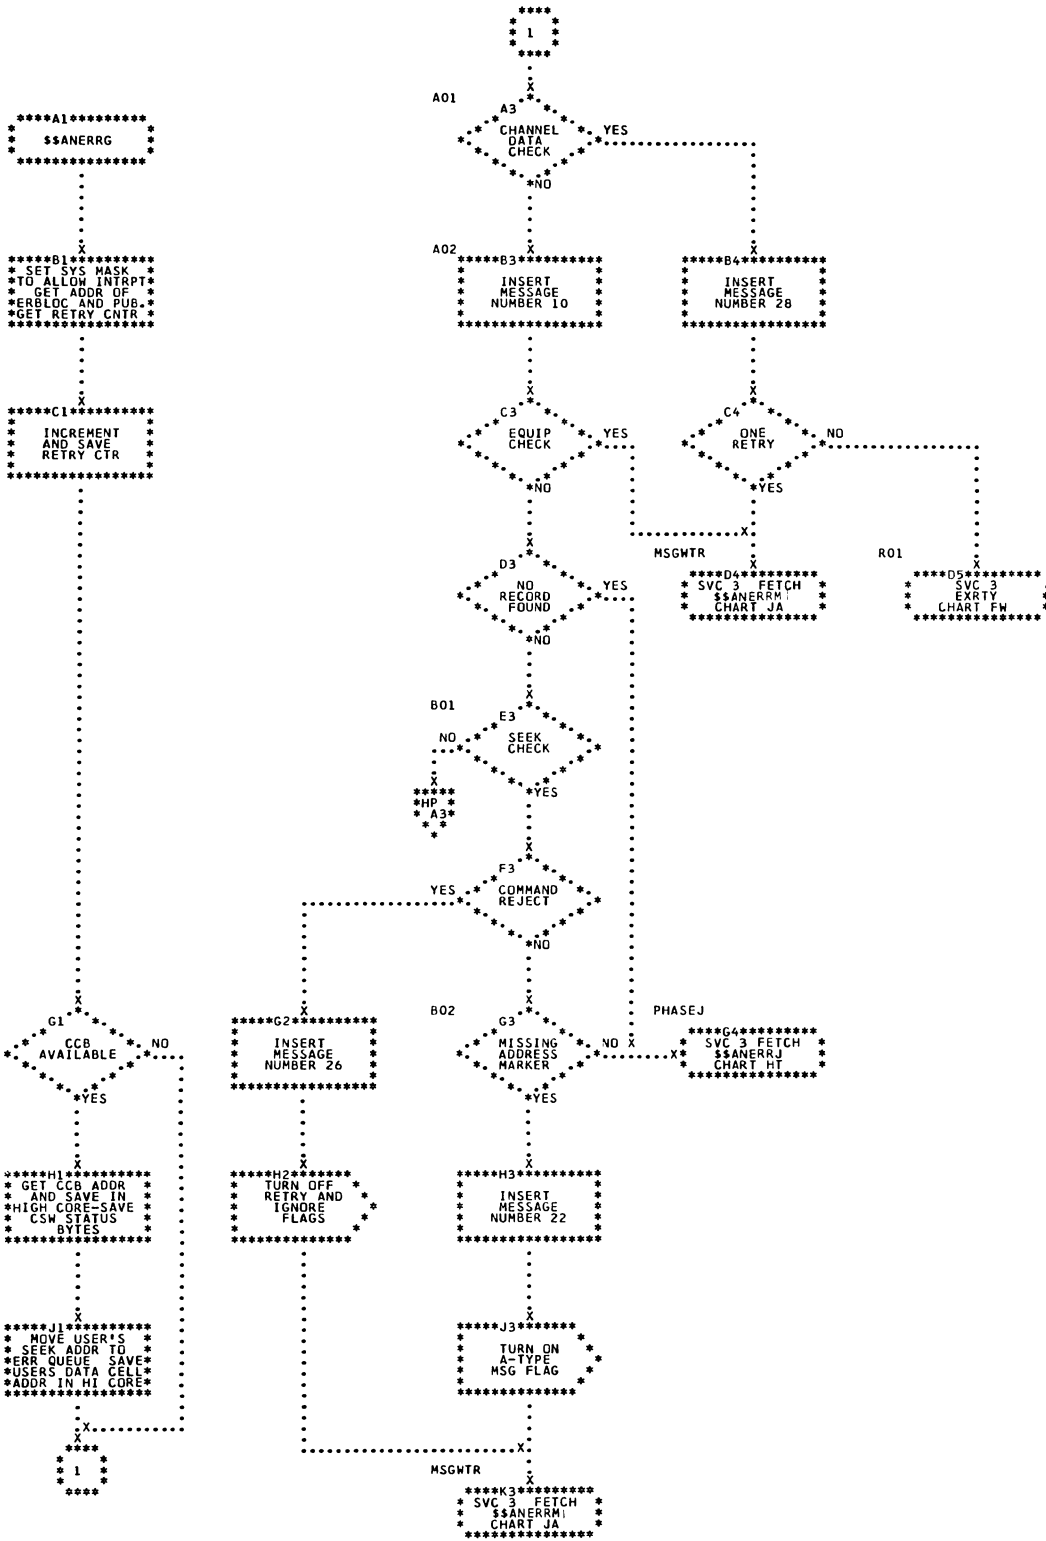 A1
$$ANERRG
B1
SET SYS MASK
TO ALLOW INTRPT
GET ADDR OF
ERBLOC AND PUB.
GET RETRY CNTR
C1
INCREMENT
AND SAVE
RETRY CTR
G1
CCB
AVAILABLE
NO
YES
H1
GET CCB ADDR
AND SAVE IN
HIGH CORE-SAVE
CSW STATUS
BYTES
J1
MOVE USER'S
SEEK ADDR TO
ERR QUEUE SAVE
USERS DATA CELL
ADDR IN HI CORE
1
1
A01
A3
CHANNEL
DATA
CHECK
YES
NO
A02
B3
INSERT
MESSAGE
NUMBER 10
B4
INSERT
MESSAGE
NUMBER 28
C3
EQUIP
CHECK
YES
NO
C4
ONE
RETRY
NO
YES
D3
NO
RECORD
FOUND
YES
NO
MSGWTR
D4
SVC 3 FETCH
$$ANERRM
CHART JA
R01
D5
SVC 3
EXRTY
CHART FW
B01
E3
SEEK
CHECK
NO
YES
HP
A3
F3
COMMAND
REJECT
YES
NO
G2
INSERT
MESSAGE
NUMBER 26
B02
G3
MISSING
ADDRESS
MARKER
NO
YES
PHASEJ
G4
SVC 3 FETCH
$$ANERRJ
CHART HT
H2
TURN OFF
RETRY AND
IGNORE
FLAGS
H3
INSERT
MESSAGE
NUMBER 22
J3
TURN ON
A-TYPE
MSG FLAG
MSGWTR
K3
SVC 3 FETCH
$$ANERRM
CHART JA